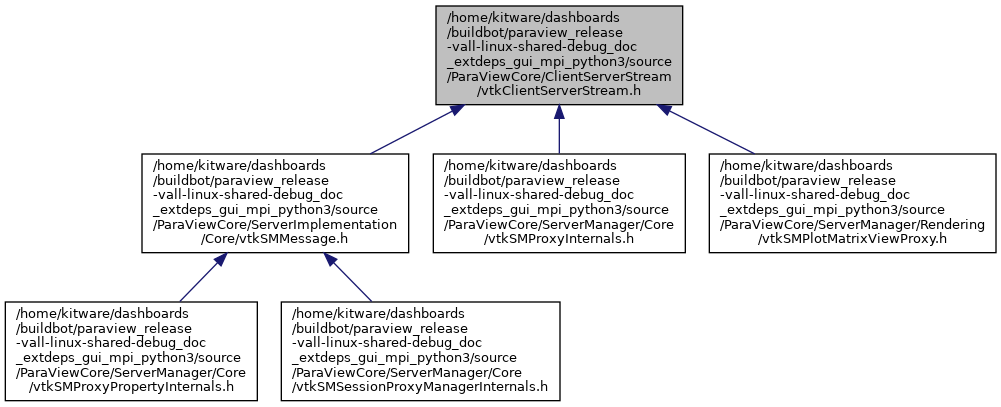 /home/kitware/dashboards
/buildbot/paraview_release
-vall-linux-shared-debug_doc
_extdeps_gui_mpi_python3/source
/ParaViewCore/ClientServerStream
/vtkClientServerStream.h
/home/kitware/dashboards
/buildbot/paraview_release
-vall-linux-shared-debug_doc
_extdeps_gui_mpi_python3/source
/ParaViewCore/ServerImplementation
/Core/vtkSMMessage.h
/home/kitware/dashboards
/buildbot/paraview_release
-vall-linux-shared-debug_doc
_extdeps_gui_mpi_python3/source
/ParaViewCore/ServerManager/Core
/vtkSMProxyInternals.h
/home/kitware/dashboards
/buildbot/paraview_release
-vall-linux-shared-debug_doc
_extdeps_gui_mpi_python3/source
/ParaViewCore/ServerManager/Rendering
/vtkSMPlotMatrixViewProxy.h
/home/kitware/dashboards
/buildbot/paraview_release
-vall-linux-shared-debug_doc
_extdeps_gui_mpi_python3/source
/ParaViewCore/ServerManager/Core
/vtkSMProxyPropertyInternals.h
/home/kitware/dashboards
/buildbot/paraview_release
-vall-linux-shared-debug_doc
_extdeps_gui_mpi_python3/source
/ParaViewCore/ServerManager/Core
/vtkSMSessionProxyManagerInternals.h